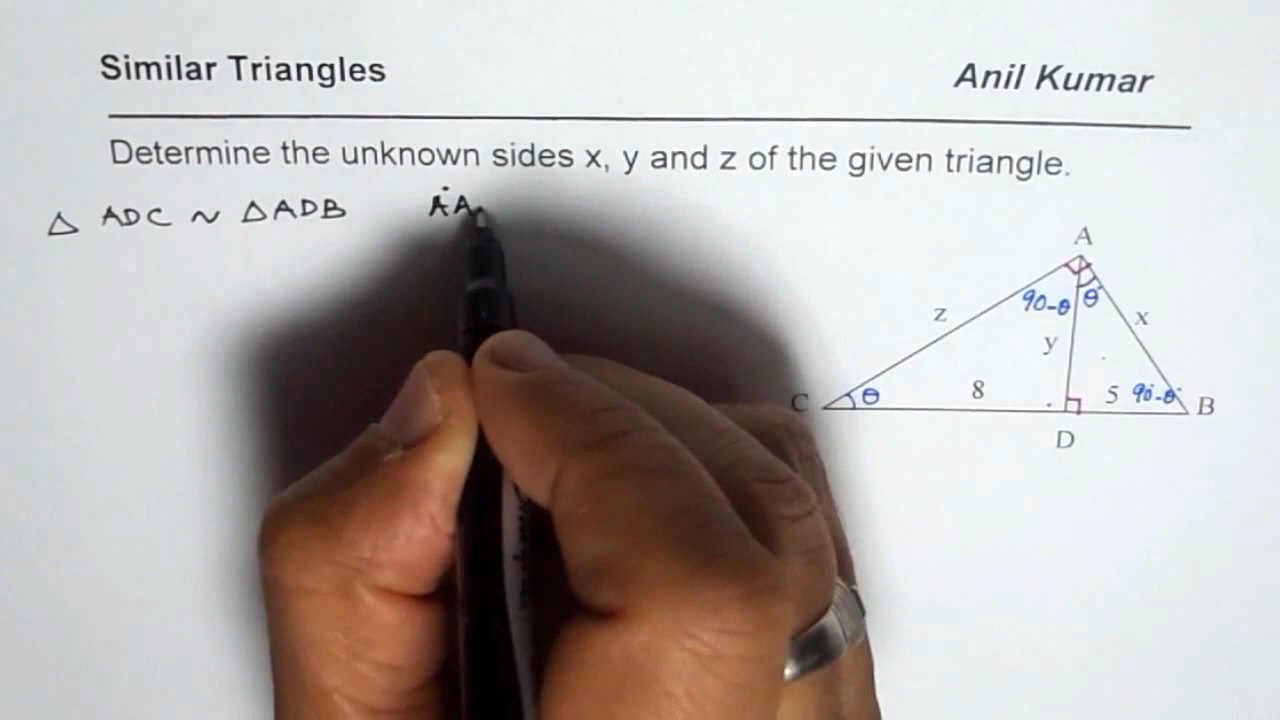 Similar Triangles
Anil Kumar
Determine the unknown sides x, y and z of the given triangle.
△ ADC ~ △ADB
AA
A
90-θ
θ
z
x
y
C
θ
8
5
90°-θ
B
D